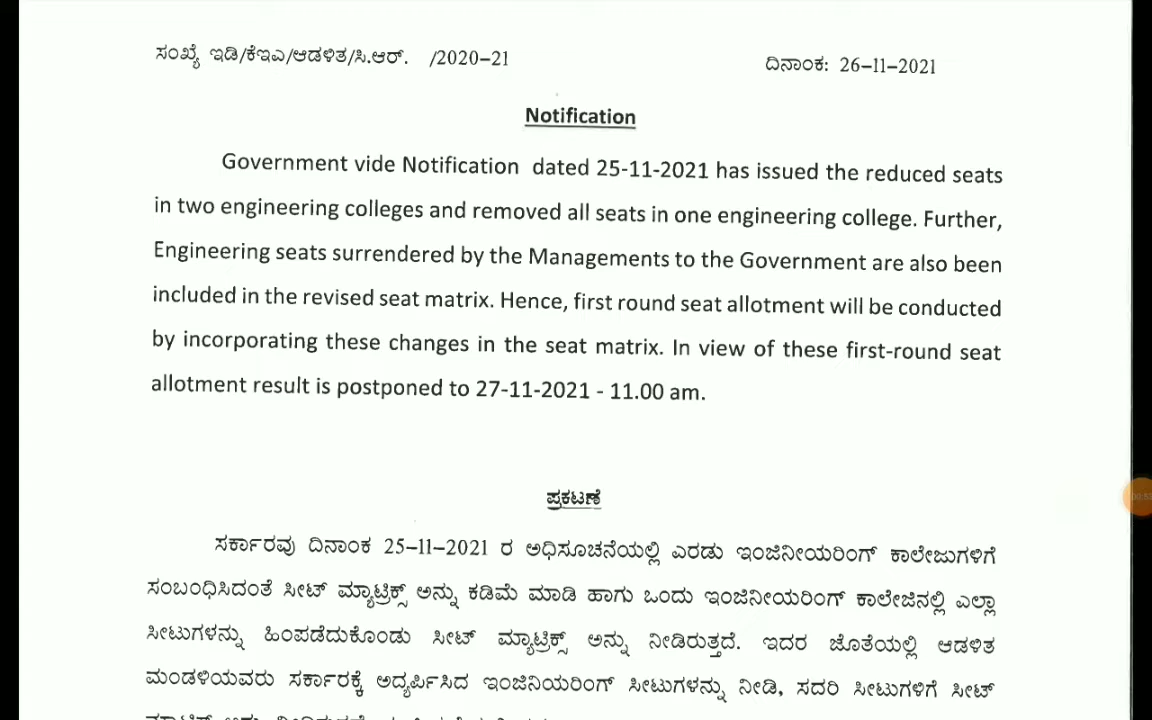 ಸಂಖ್ಯೆ ಇಡಿ/ಕೆಇಎ/ಆಡಳಿತ/ಸಿ.ಆರ್. /2020-21
ದಿನಾಂಕ: 26-11-2021
Notification
Government vide Notification dated 25-11-2021 has issued the reduced seats
in two engineering colleges and removed all seats in one engineering college. Further,
Engineering seats surrendered by the Managements to the Government are also been
included in the revised seat matrix. Hence, first round seat allotment will be conducted
by incorporating these changes in the seat matrix. In view of these first-round seat
allotment result is postponed to 27-11-2021 - 11.00 am.
ಪ್ರಕಟಣೆ
ಸರ್ಕಾರವು ದಿನಾಂಕ 25-11-2021 ರ ಅಧಿಸೂಚನೆಯಲ್ಲಿ ಎರಡು ಇಂಜಿನೀಯರಿಂಗ್ ಕಾಲೇಜುಗಳಿಗೆ
ಸಂಬಂಧಿಸಿದಂತೆ ಸೀಟ್ ಮ್ಯಾಟ್ರಿಕ್ಸ್ ಅನ್ನು ಕಡಿಮೆ ಮಾಡಿ ಹಾಗು ಒಂದು ಇಂಜಿನೀಯರಿಂಗ್ ಕಾಲೇಜಿನಲ್ಲಿ ಎಲ್ಲಾ
ಸೀಟುಗಳನ್ನು ಹಿಂಪಡೆದುಕೊಂಡು ಸೀಟ್ ಮ್ಯಾಟ್ರಿಕ್ಸ್ ಅನ್ನು ನೀಡಿರುತ್ತದೆ. ಇದರ ಜೊತೆಯಲ್ಲಿ ಆಡಳಿತ
ಮಂಡಳಿಯವರು ಸರ್ಕಾರಕ್ಕೆ ಅಧ್ಯರ್ಪಿಸಿದ ಇಂಜಿನಿಯರಿಂಗ್ ಸೀಟುಗಳನ್ನು ನೀಡಿ, ಸದರಿ ಸೀಟುಗಳಿಗೆ ಸೀಟ್